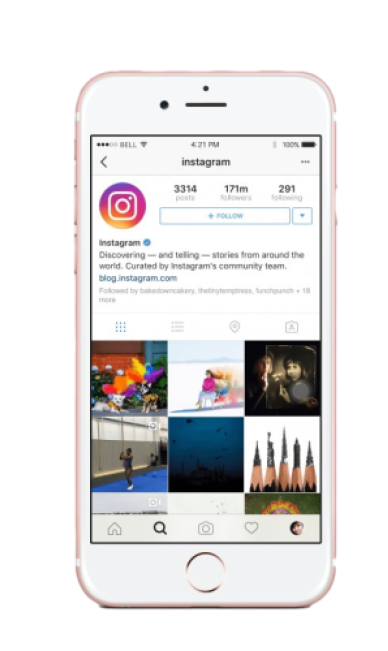 ●●●○○ BELL 4:21 PM 100%
instagram
3314 171m 291
posts followers following
+ FOLLOW
Instagram
Discovering — and telling — stories from around the
world. Curated by Instagram's community team.
blog.instagram.com
Followed by bakedowncakery, thetinytemptress, funchpunch + 18
more